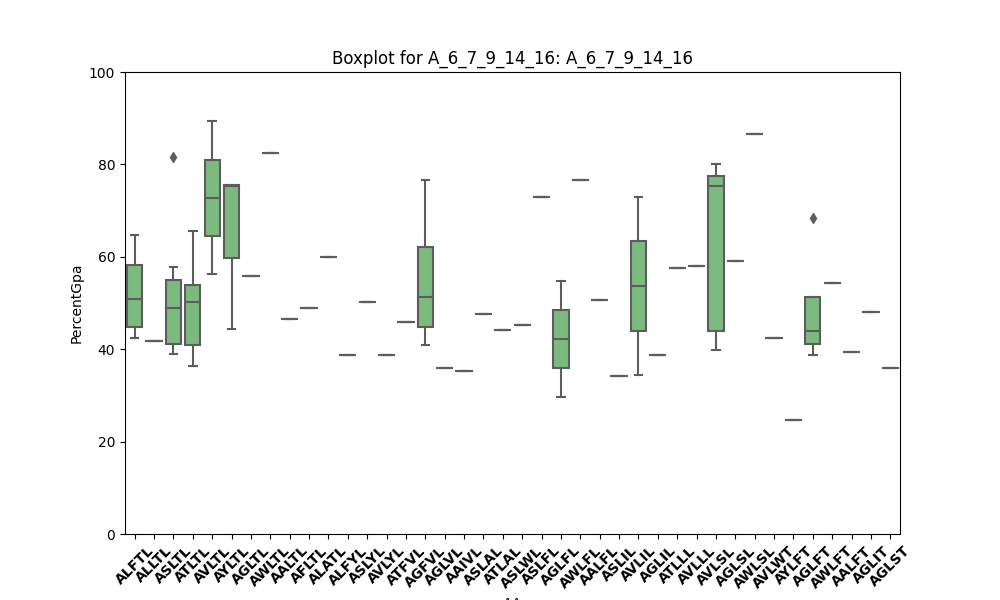 Boxplot for A_6_7_9_14_16: A_6_7_9_14_16
PercentGpa
100
80
60
40
20
0
ALFTL ALLTL ASLTL ATLTL AVLTL AYLTL AGLTL AWLTL AALTL AFLTL ALATL ALFYL ASLYL AVLYL ATFVL AGFVL AGLVL AAIVL ASLAL ATLAL ASLWL ASLFL AGLFL AWLFL AALFL ASLIL AVLIL AGLIL ATLLL AVLLL AVLSL AGLSL AWLSL AVLWT AYLFT AGLFT AWLFT AALFT AGLIT AGLST